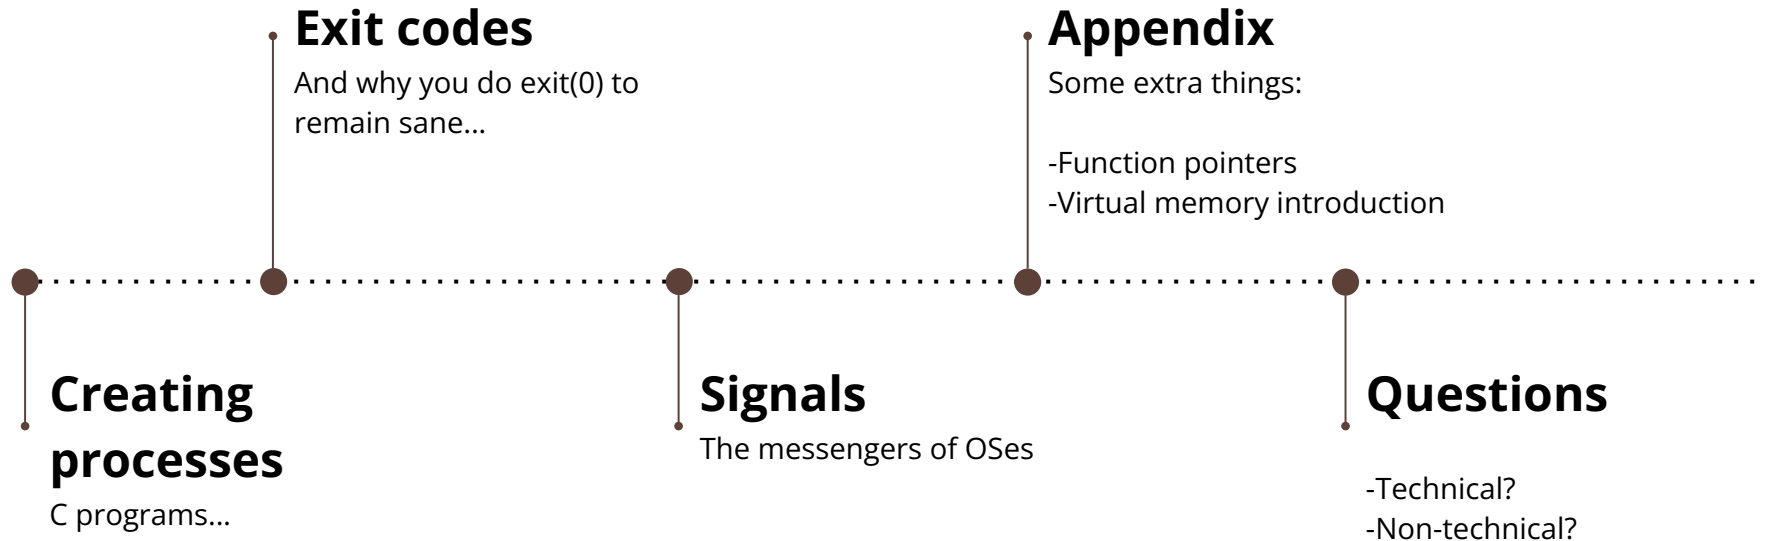 Exit codes
And why you do exit(0) to
remain sane...
Appendix
Some extra things:
-Function pointers
-Virtual memory introduction
Creating
processes
C programs...
Signals
The messengers of OSes
Questions
-Technical?
-Non-technical?